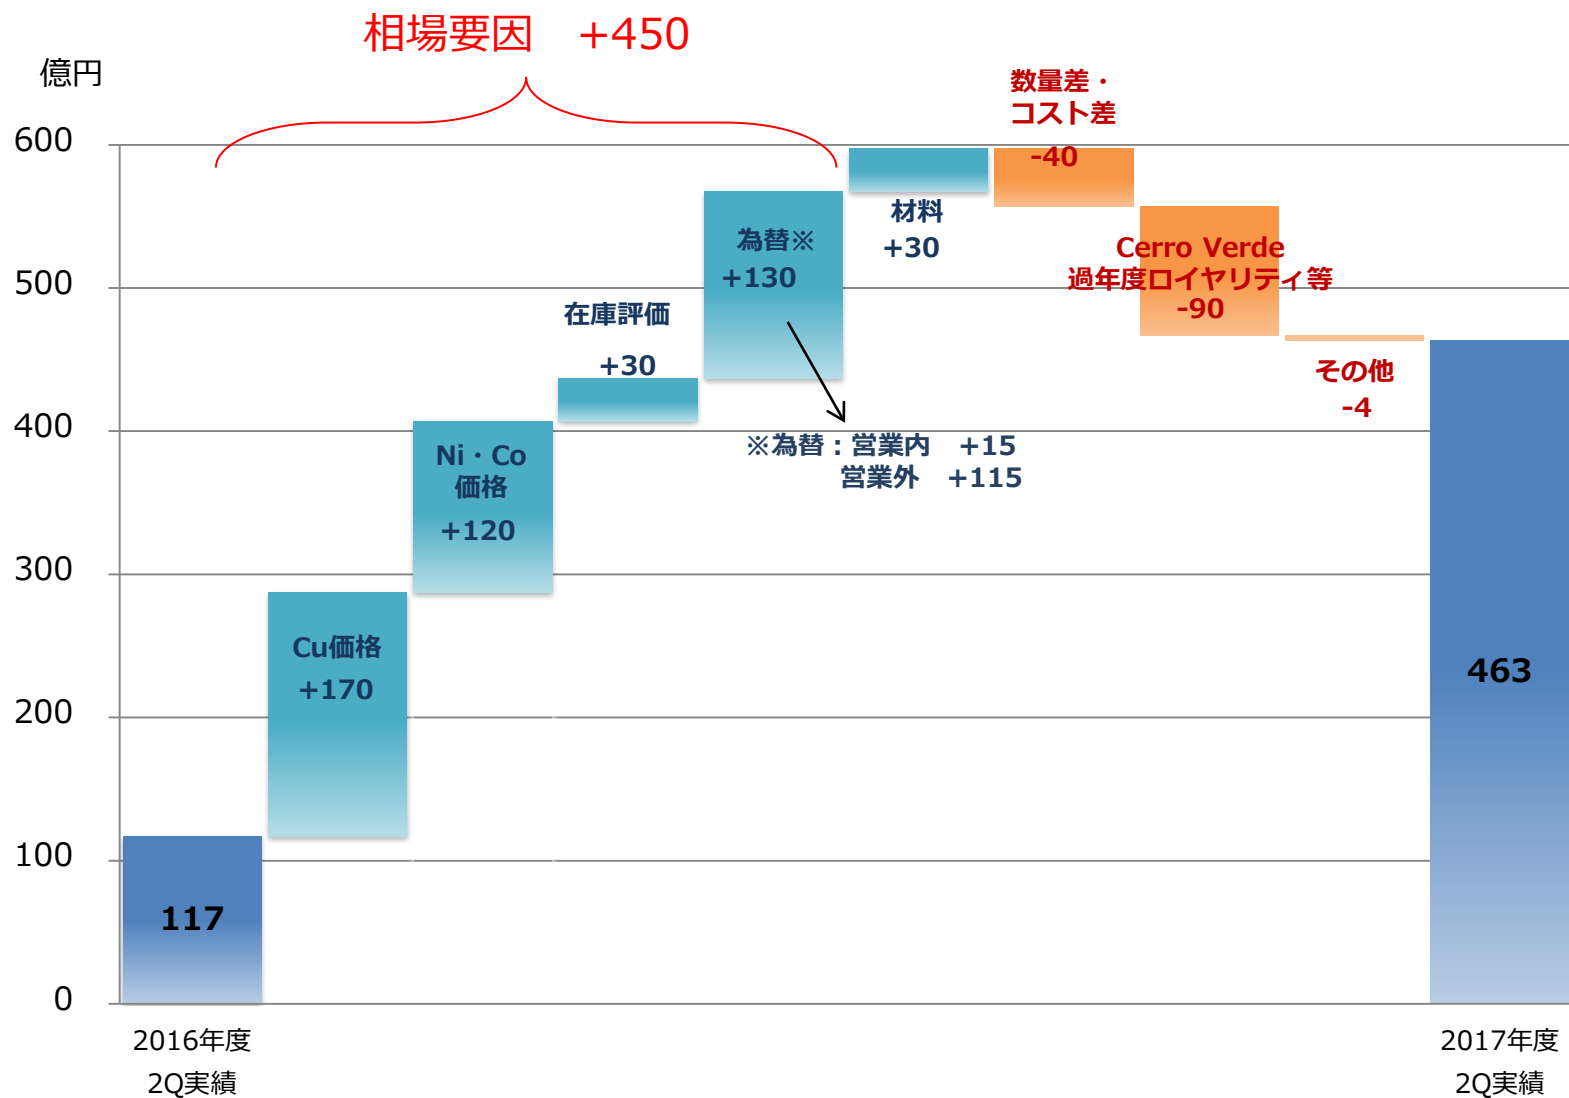 相場要因　+450
億円
600
500
400
300
200
100
0
117
Cu価格
+170
Ni・Co
価格
+120
在庫評価
+30
為替※
+130
※為替：営業内　+15
営業外　+115
材料
+30
数量差・
コスト差
-40
Cerro Verde
過年度ロイヤリティ等
-90
その他
-4
463
2016年度
2Q実績
2017年度
2Q実績